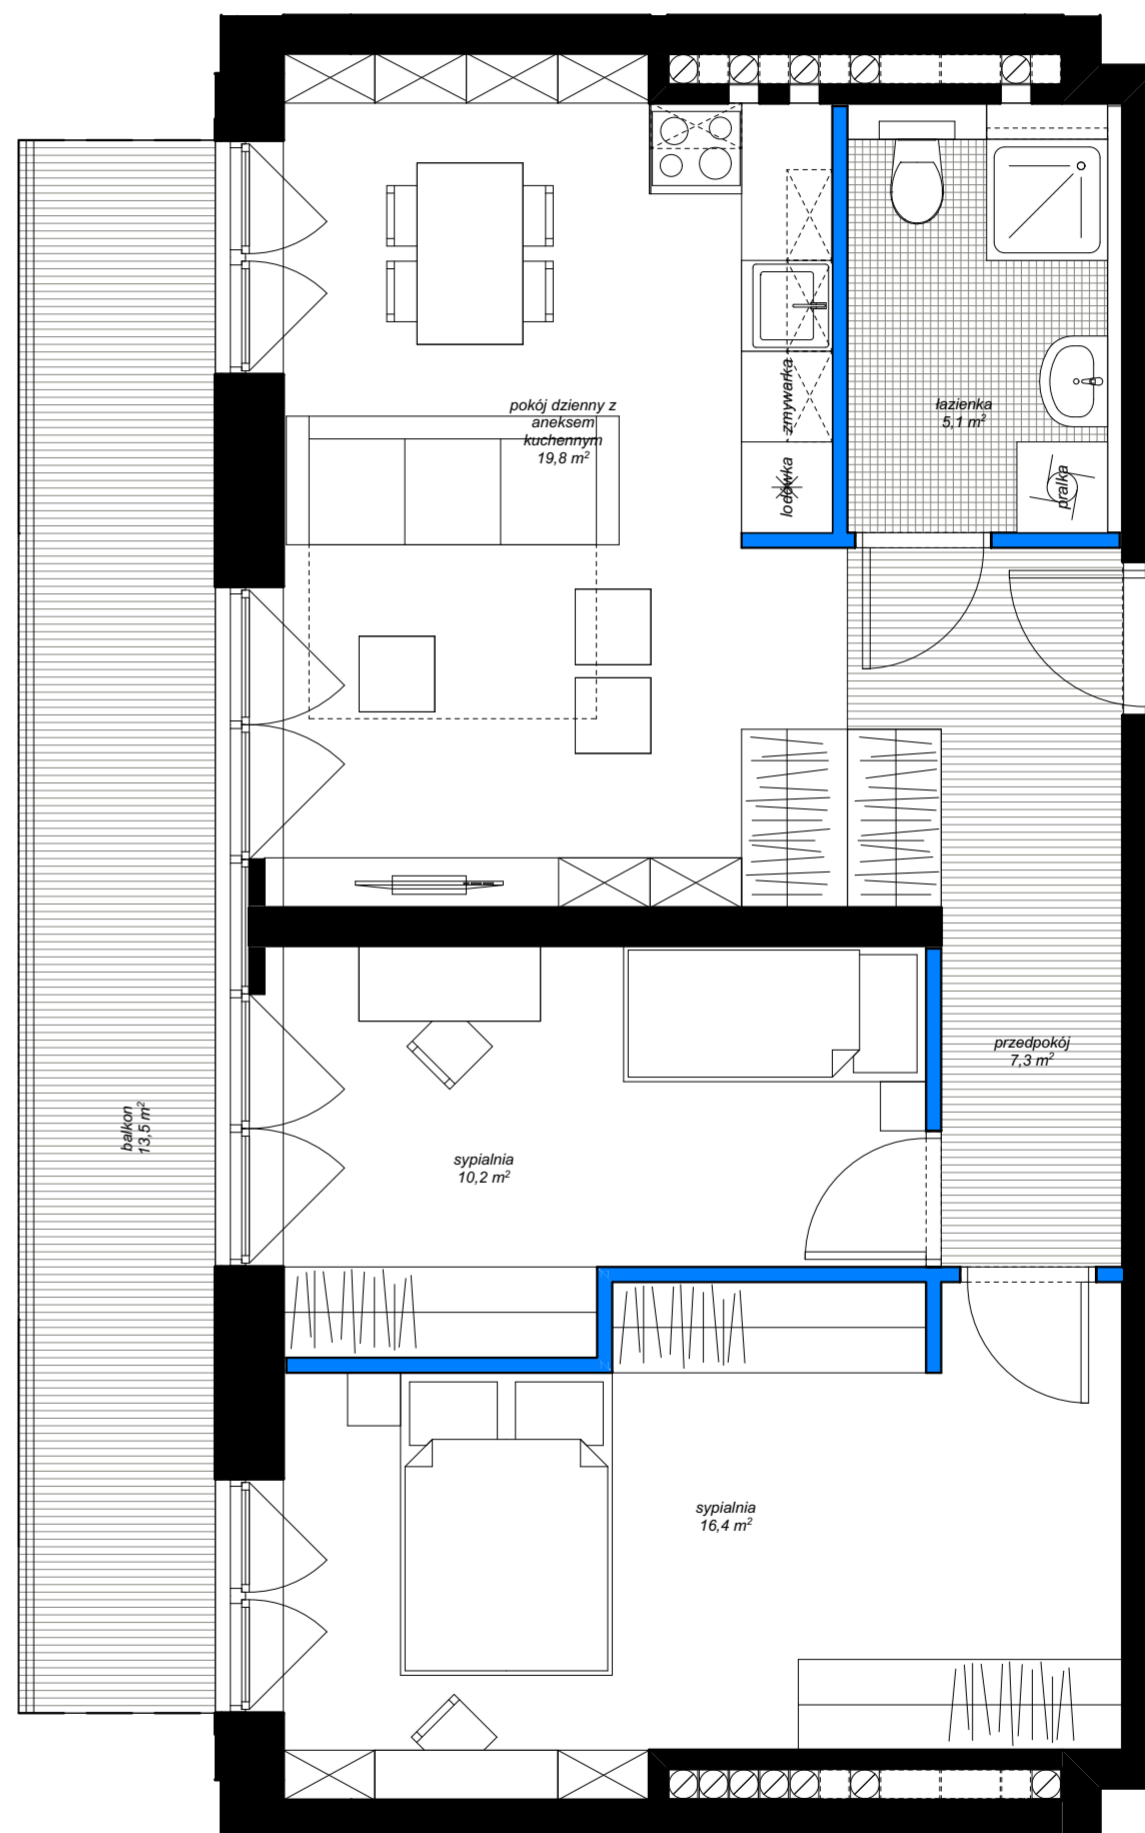 pokój dzienny z
aneksem
kuchennym
19,8 m²
zmywarka
lodówka
łazienka
5,1 m²
pralka
przedpokój
7,3 m²
balkon
13,5 m²
sypialnia
10,2 m²
sypialnia
16,4 m²